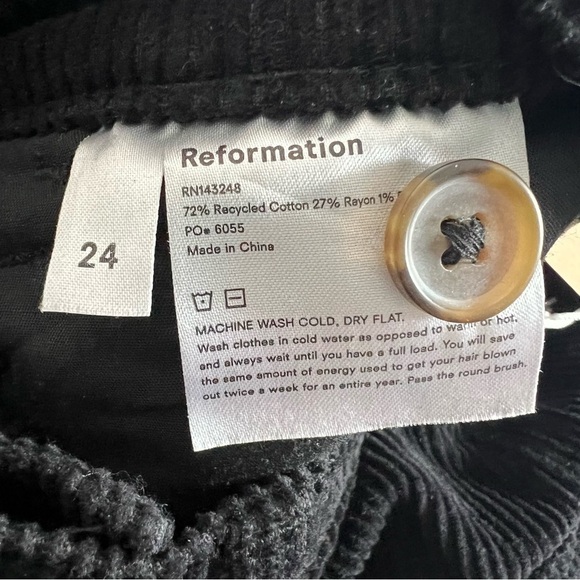 24
Reformation
RN143248
72% Recycled Cotton 27% Rayon 1%
PO# 6055
Made in China
MACHINE WASH COLD, DRY FLAT.
Wash clothes in cold water as opposed to warm or hot,
and always wait until you have a full load. You will save
the same amount of energy used to get your hair blown
out twice a week for an entire year. Pass the round brush.